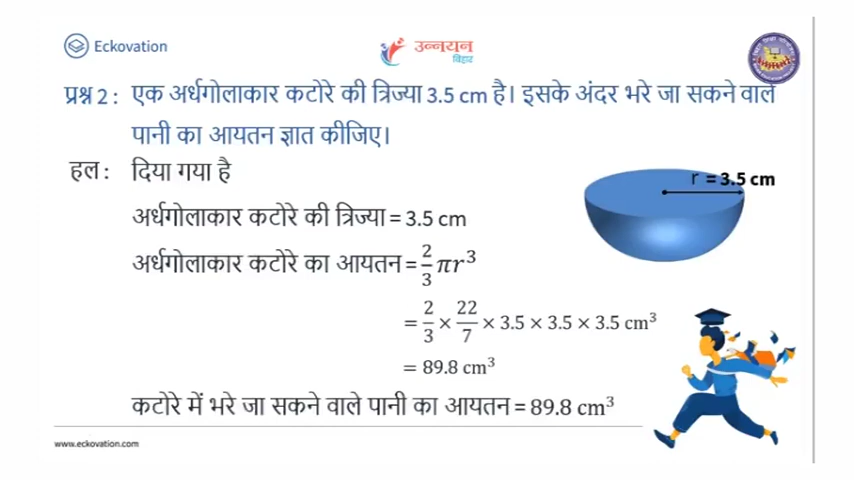 Eckovation
उन्नयन
बिहार
प्रश्न 2 : एक अर्धगोलाकार कटोरे की त्रिज्या 3.5 cm है। इसके अंदर भरे जा सकने वाले
पानी का आयतन ज्ञात कीजिए।
हल : दिया गया है
r = 3.5 cm
अर्धगोलाकार कटोरे की त्रिज्या = 3.5 cm
अर्धगोलाकार कटोरे का आयतन = 2/3 πr³
= 2/3 × 22/7 × 3.5 × 3.5 × 3.5 cm³
= 89.8 cm³
कटोरे में भरे जा सकने वाले पानी का आयतन = 89.8 cm³
www.eckovation.com